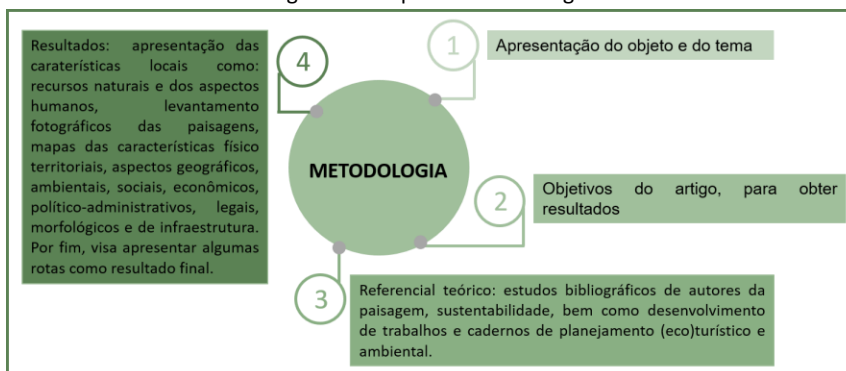 1
Apresentação do objeto e do tema
METODOLOGIA
2
Objetivos do artigo, para obter
resultados
3
Referencial teórico: estudos bibliográficos de autores da
paisagem, sustentabilidade, bem como desenvolvimento
de trabalhos e cadernos de planejamento (eco)turístico e
ambiental.
4
Resultados: apresentação das
caraterísticas locais como:
recursos naturais e dos aspectos
humanos, levantamento
fotográficos das paisagens,
mapas das características físico
territoriais, aspectos geográficos,
ambientais, sociais, econômicos,
político-administrativos, legais,
morfológicos e de infraestrutura.
Por fim, visa apresentar algumas
rotas como resultado final.